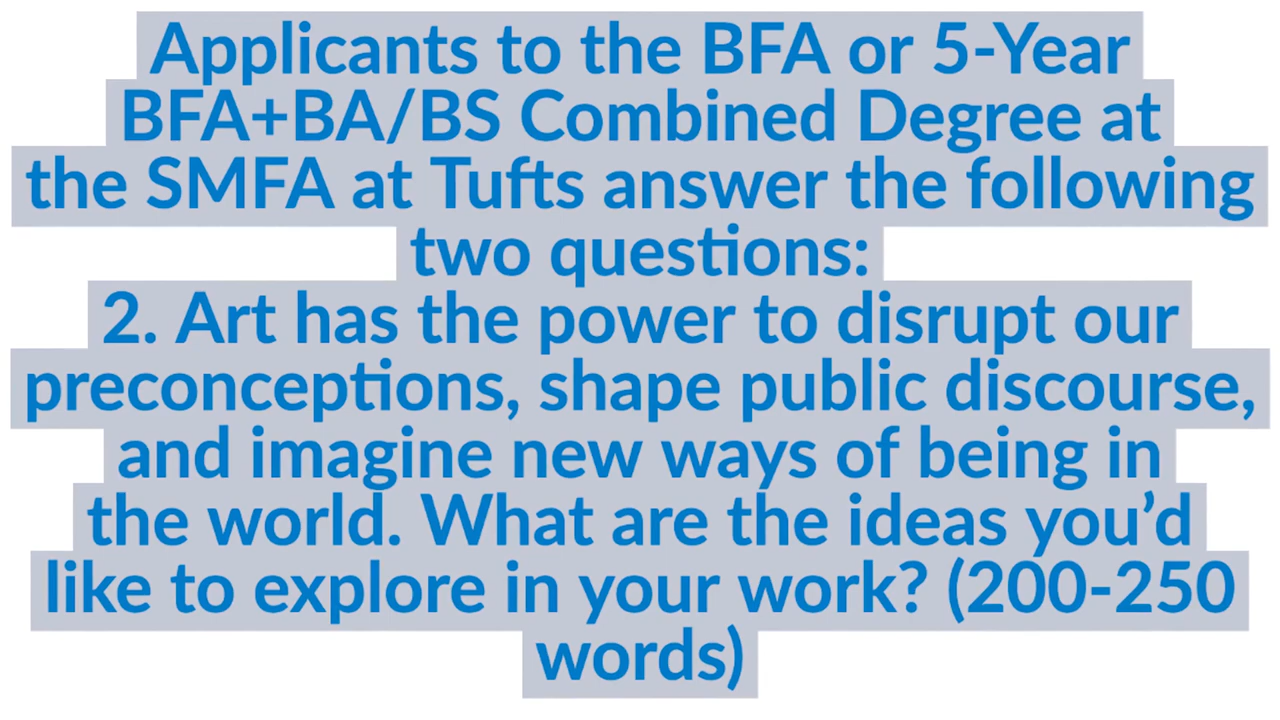 Applicants to the BFA or 5-Year
BFA+BA/BS Combined Degree at
the SMFA at Tufts answer the following
two questions:
2. Art has the power to disrupt our
preconceptions, shape public discourse,
and imagine new ways of being in
the world. What are the ideas you’d
like to explore in your work? (200-250
words)